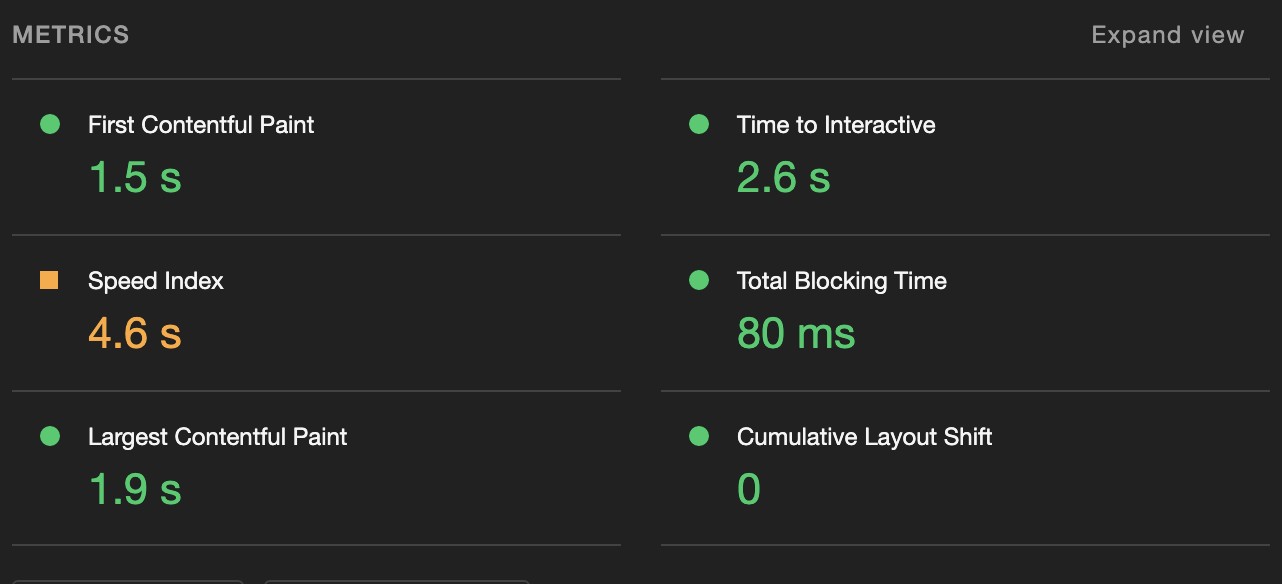 METRICS
Expand view
First Contentful Paint
1.5 s
Time to Interactive
2.6 s
Speed Index
4.6 s
Total Blocking Time
80 ms
Largest Contentful Paint
1.9 s
Cumulative Layout Shift
0